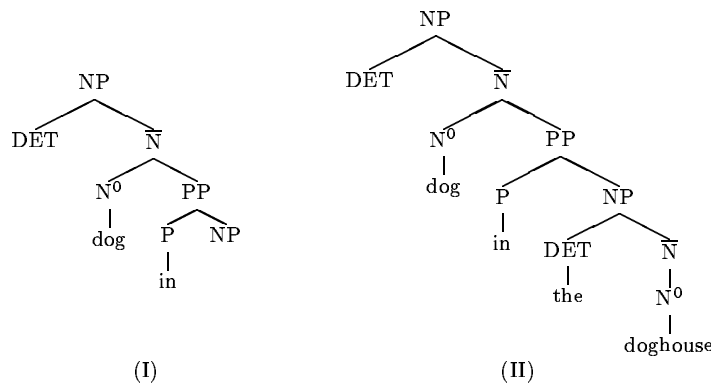 NP
NP
DET N̅
DET N̅
N⁰ PP
N⁰ PP
dog P NP
dog P NP
in
in DET N̅
the N⁰
doghouse
(I) (II)